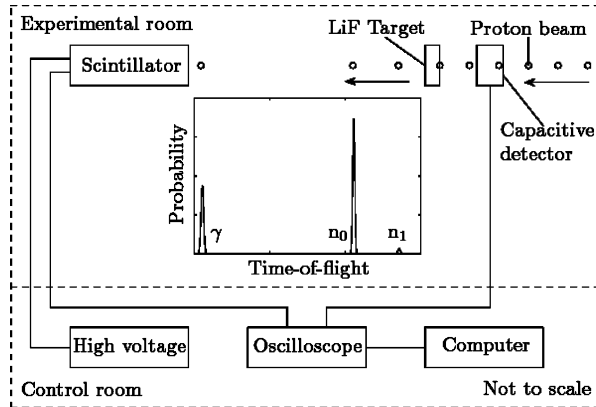 Experimental room
LiF Target
Proton beam
Scintillator
Capacitive
detector
Probability
γ
n₀
n₁
Time-of-flight
High voltage
Oscilloscope
Computer
Control room
Not to scale